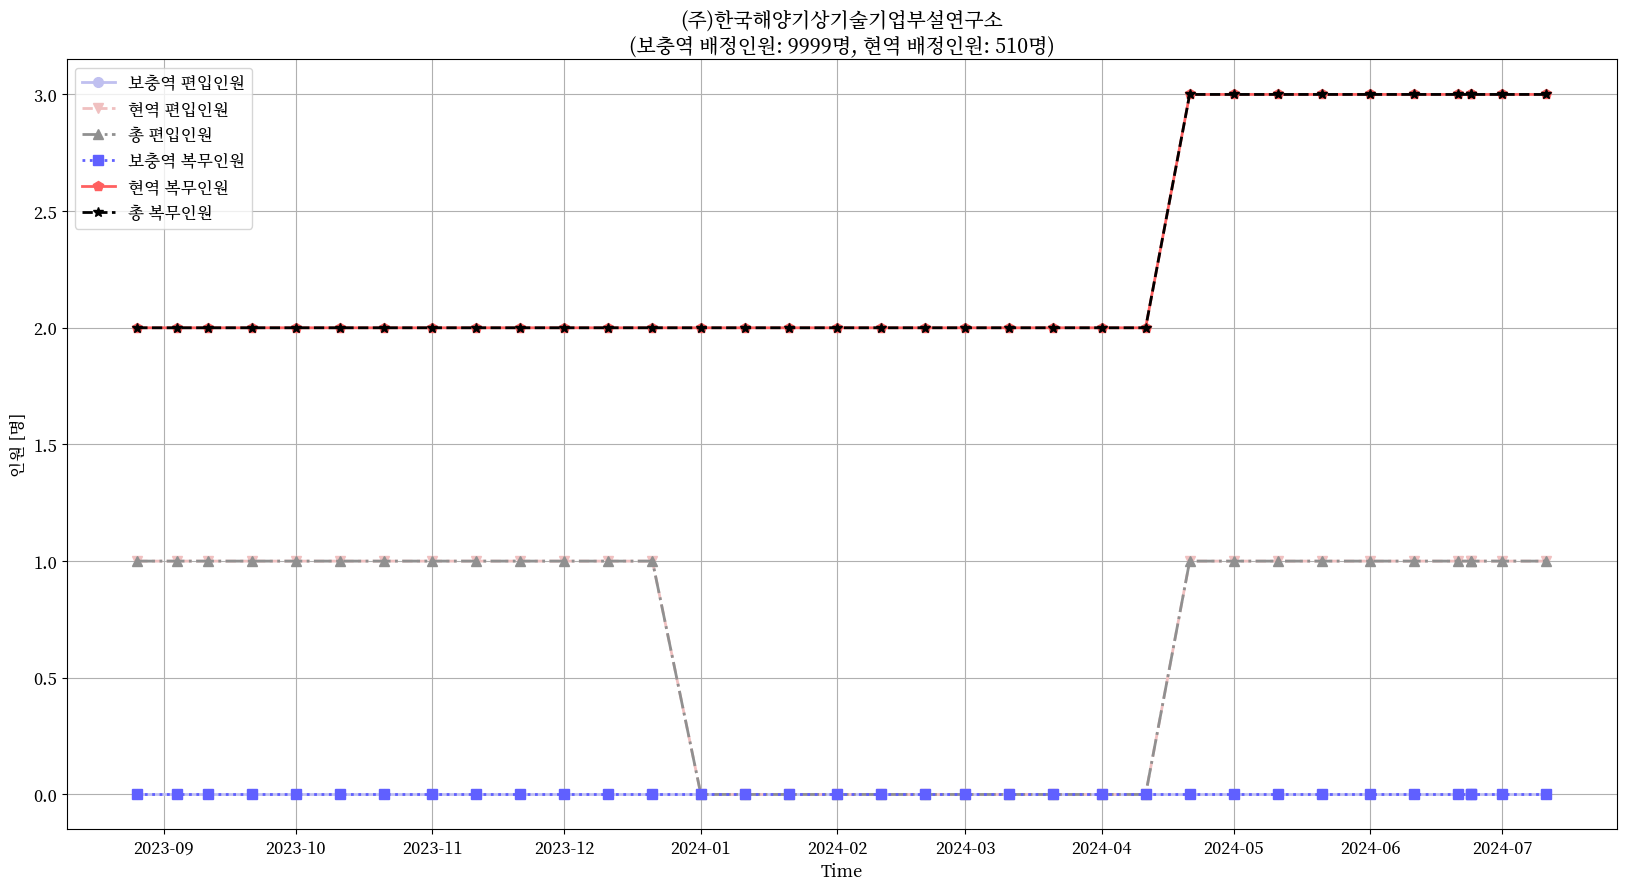 (주)한국해양기상기술기업부설연구소
(보충역 배정인원: 9999명, 현역 배정인원: 510명)
보충역 편입인원
현역 편입인원
총 편입인원
보충역 복무인원
현역 복무인원
총 복무인원
인원 [명]
3.0
2.5
2.0
1.5
1.0
0.5
0.0
2023-09 2023-10 2023-11 2023-12 2024-01 2024-02 2024-03 2024-04 2024-05 2024-06 2024-07
Time